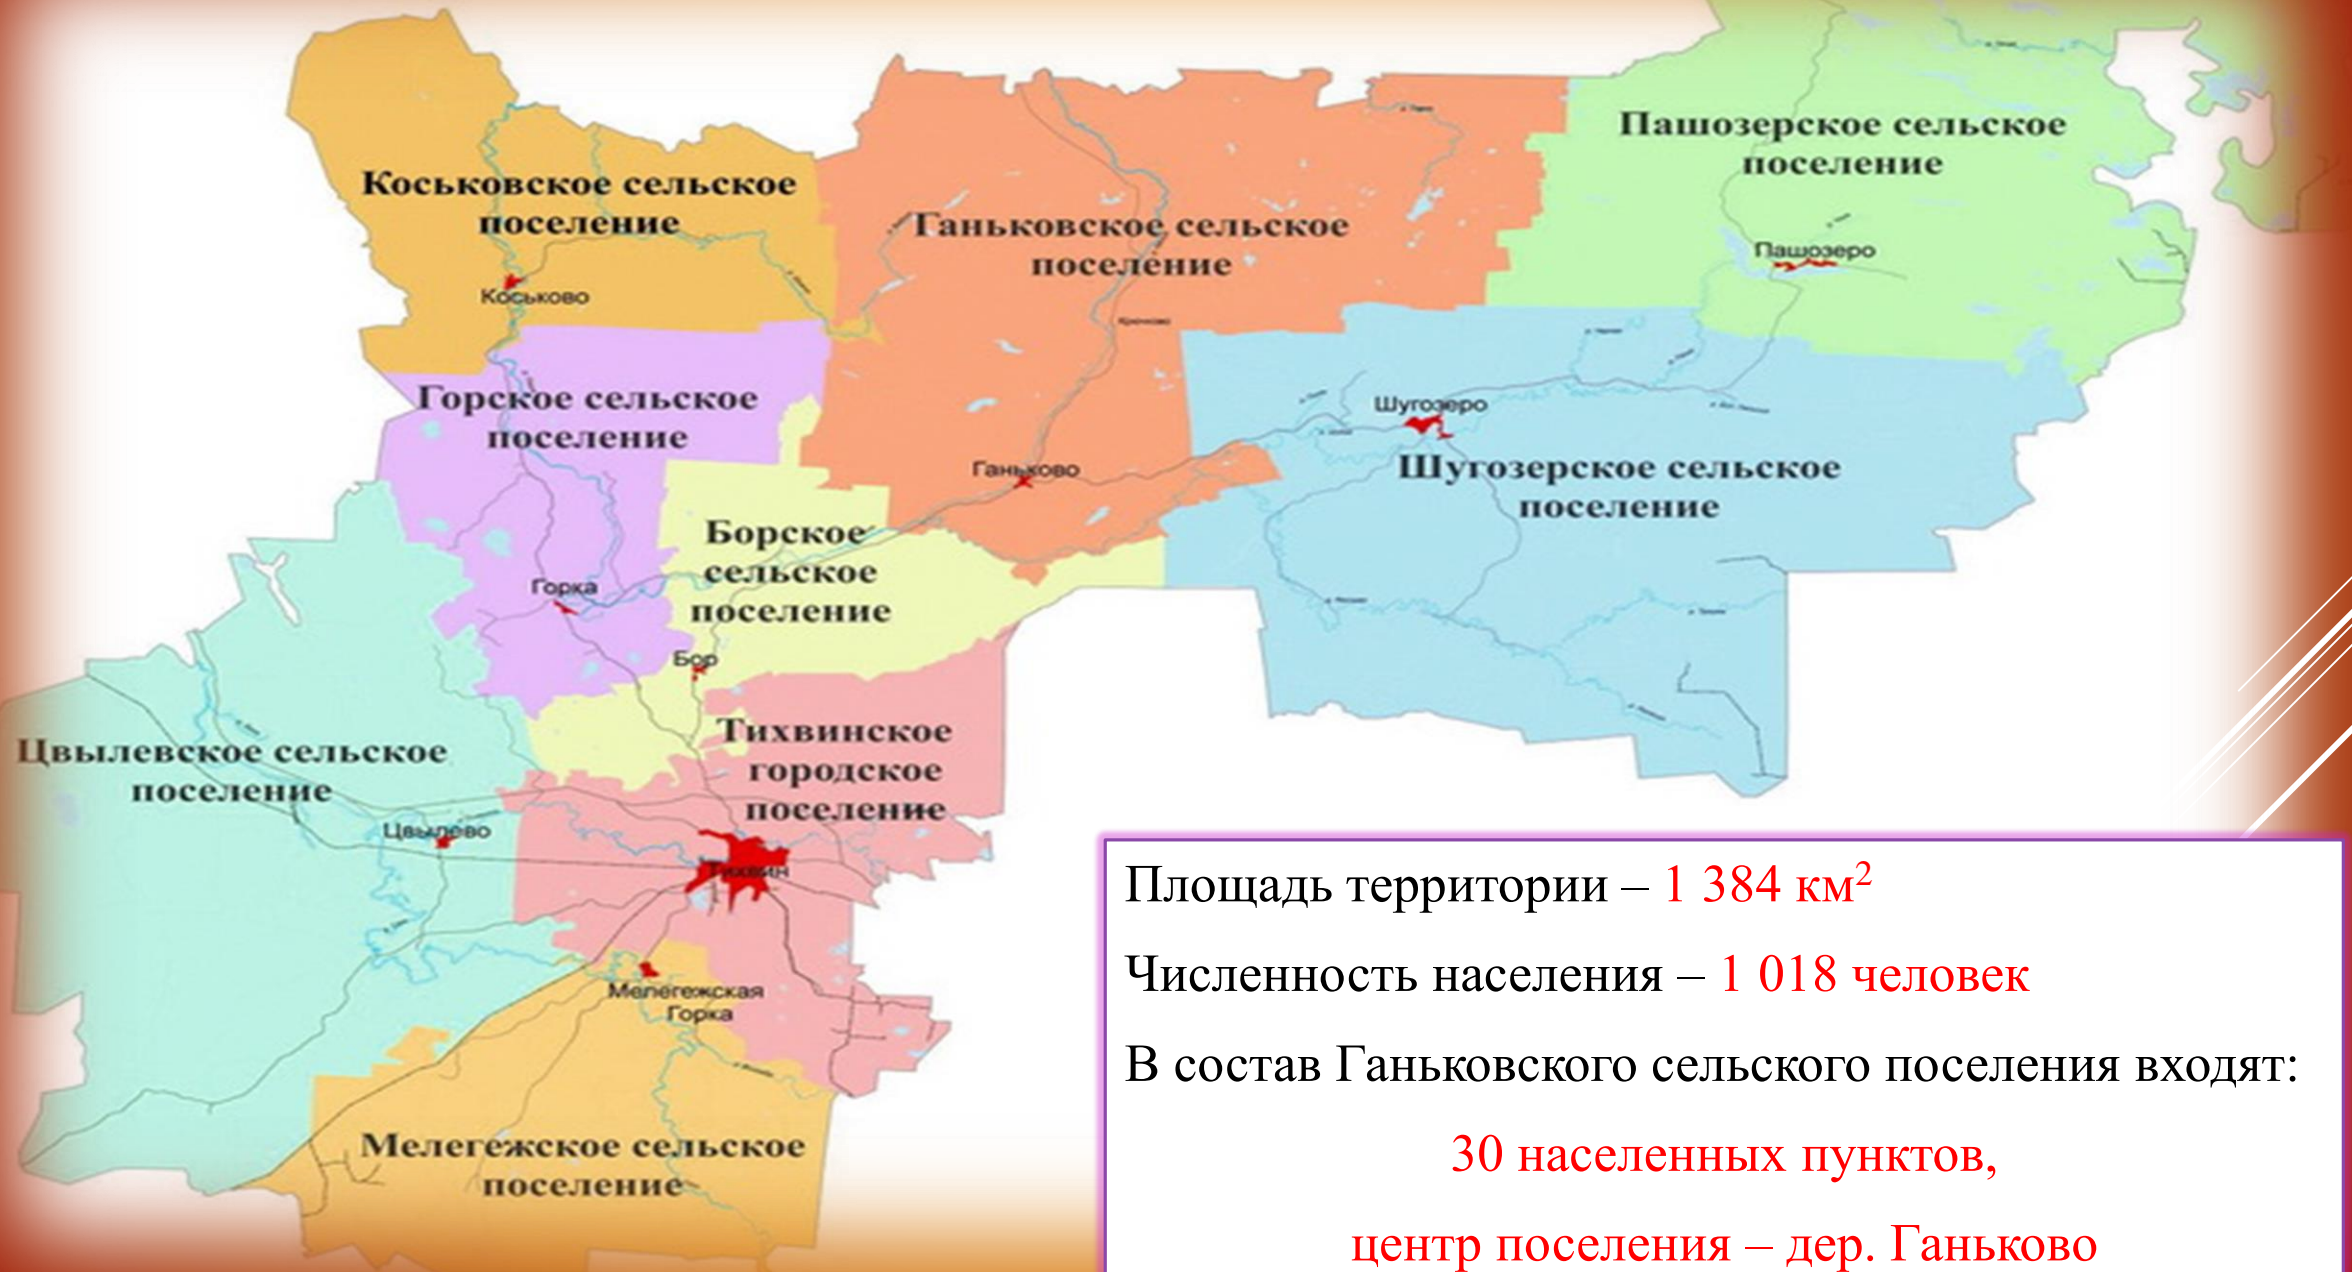 Пашозерское сельское
поселение
Коськовское сельское
поселение
Ганьковское сельское
поселение
Пашозеро
Коськово
Крючково
Горское сельское
поселение
Шугозеро
Ганьково
Шугозерское сельское
поселение
Борское
сельское
поселение
Горка
Бор
Тихвинское
городское
поселение
Цвылевское сельское
поселение
Цвылево
Тихвин
Мелегежская
Горка
Мелегежское сельское
поселение
Площадь территории – 1 384 км²
Численность населения – 1 018 человек
В состав Ганьковского сельского поселения входят:
30 населенных пунктов,
центр поселения – дер. Ганьково